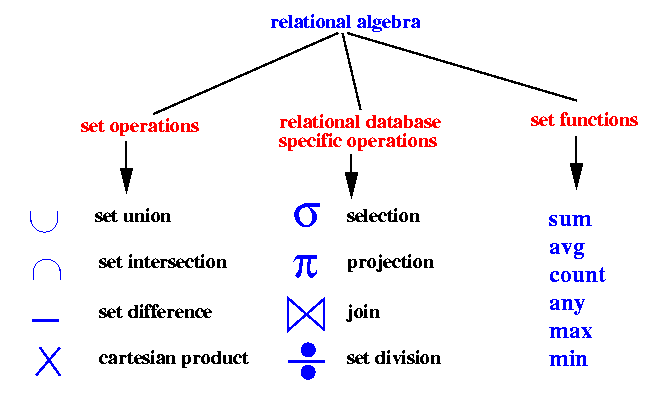 relational algebra
set operations
relational database
specific operations
set functions
∪ set union
∩ set intersection
− set difference
× cartesian product
σ selection
π projection
⋈ join
÷ set division
sum
avg
count
any
max
min